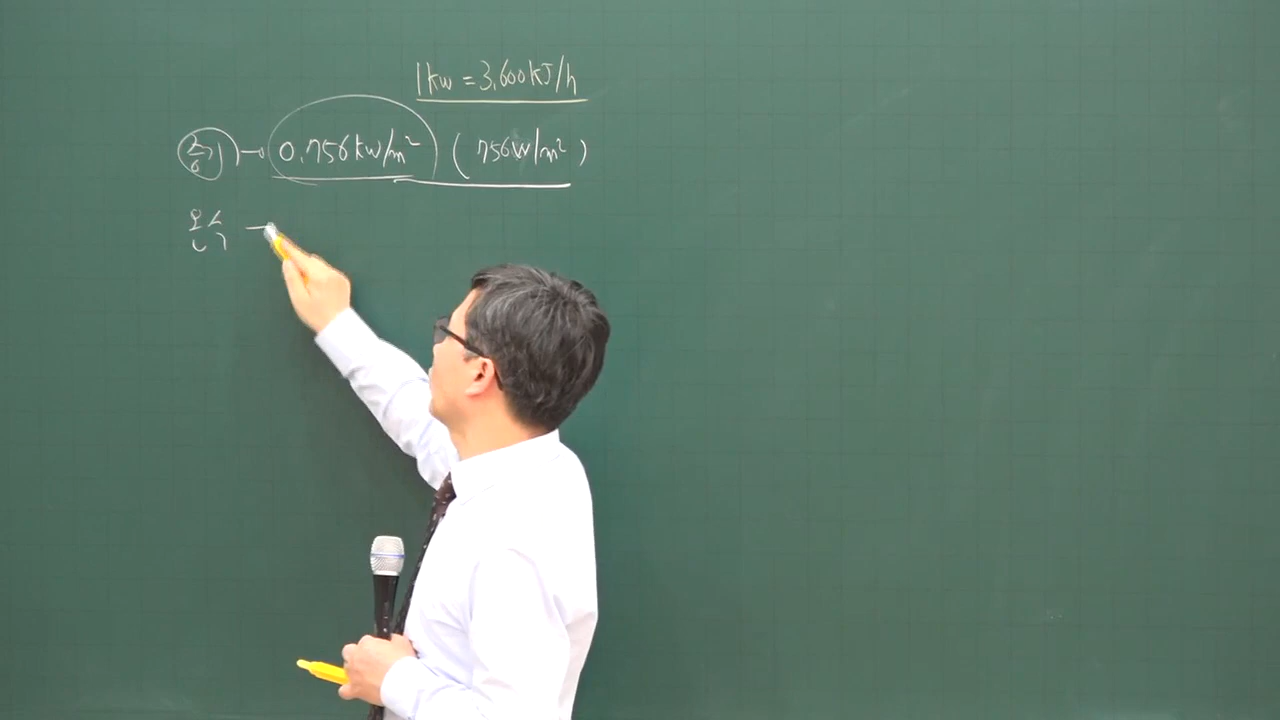 1kW = 3,600kJ/h
증기 → 0.756kW/m² (756W/m²)
온수 –